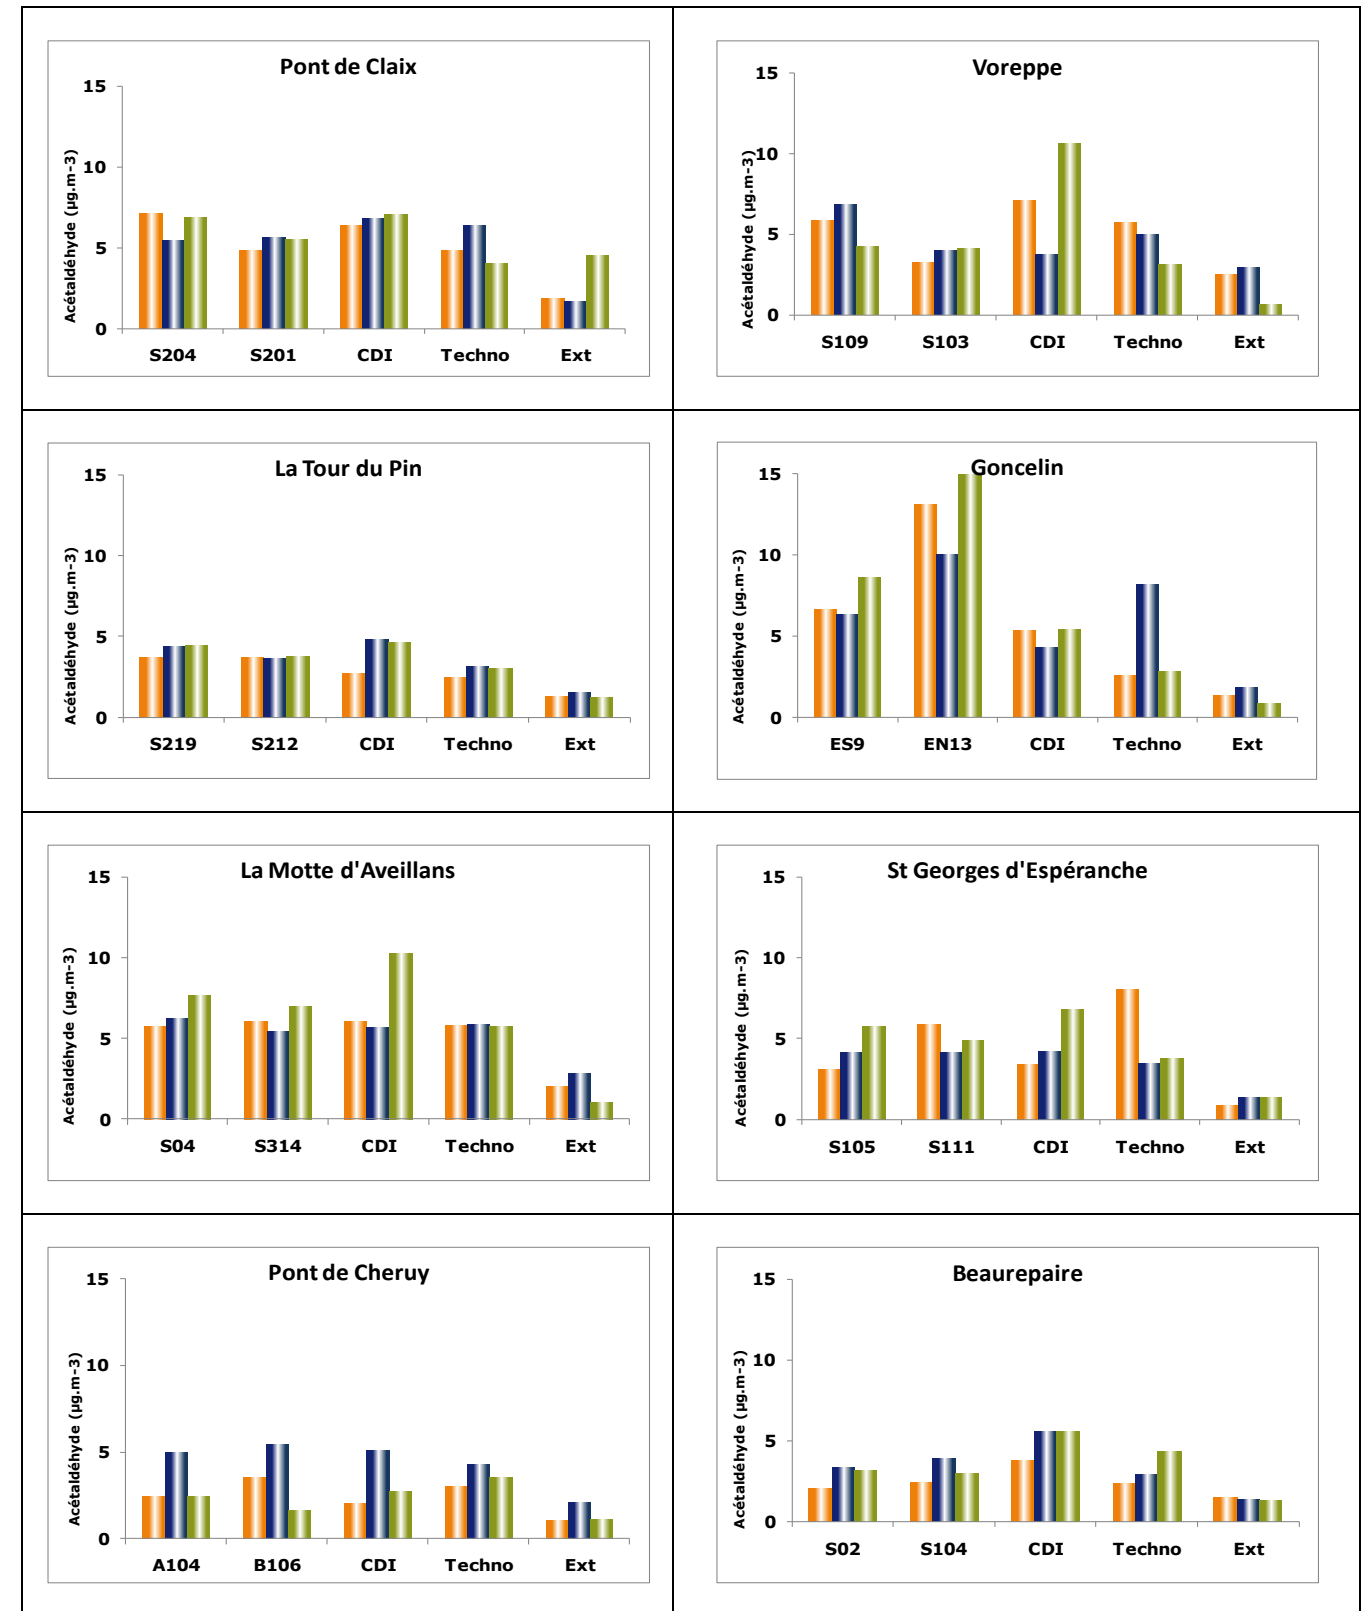 Pont de Claix
15
10
5
0
Acétaldéhyde (µg.m-3)
S204 S201 CDI Techno Ext
Voreppe
15
10
5
0
Acétaldéhyde (µg.m-3)
S109 S103 CDI Techno Ext
La Tour du Pin
15
10
5
0
Acétaldéhyde (µg.m-3)
S219 S212 CDI Techno Ext
Goncelin
15
10
5
0
Acétaldéhyde (µg.m-3)
ES9 EN13 CDI Techno Ext
La Motte d'Aveillans
15
10
5
0
Acétaldéhyde (µg.m-3)
S04 S314 CDI Techno Ext
St Georges d'Espéranche
15
10
5
0
Acétaldéhyde (µg.m-3)
S105 S111 CDI Techno Ext
Pont de Cheruy
15
10
5
0
Acétaldéhyde (µg.m-3)
A104 B106 CDI Techno Ext
Beaurepaire
15
10
5
0
Acétaldéhyde (µg.m-3)
S02 S104 CDI Techno Ext